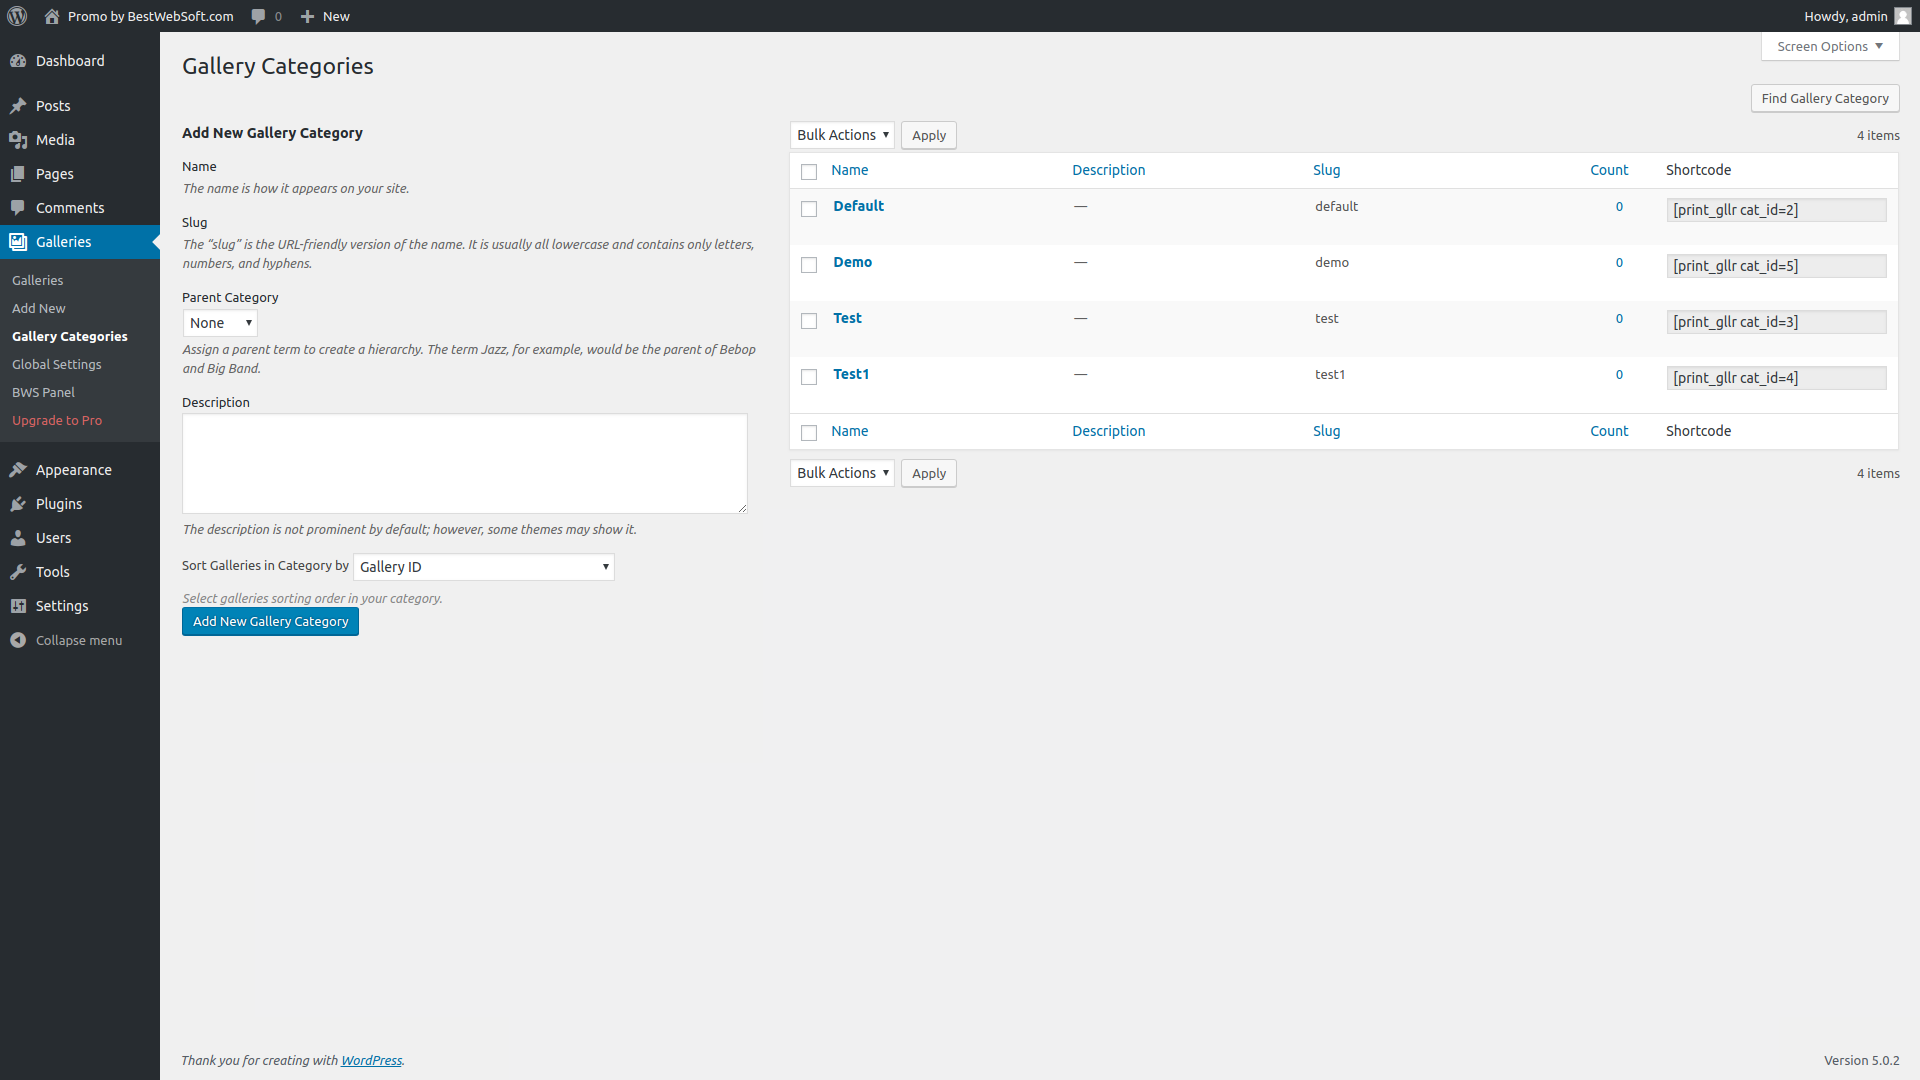 Promo by BestWebSoft.com 0 New Howdy, admin
Screen Options
Dashboard
Posts
Media
Pages
Comments
Galleries
Galleries
Add New
Gallery Categories
Global Settings
BWS Panel
Upgrade to Pro
Appearance
Plugins
Users
Tools
Settings
Collapse menu
Gallery Categories
Find Gallery Category
Add New Gallery Category
Name
The name is how it appears on your site.
Slug
The “slug” is the URL-friendly version of the name. It is usually all lowercase and contains only letters,
numbers, and hyphens.
Parent Category
None
Assign a parent term to create a hierarchy. The term Jazz, for example, would be the parent of Bebop
and Big Band.
Description
The description is not prominent by default; however, some themes may show it.
Sort Galleries in Category by Gallery ID
Select galleries sorting order in your category.
Add New Gallery Category
Bulk Actions Apply 4 items
Name Description Slug Count Shortcode
Default — default 0 [print_gllr cat_id=2]
Demo — demo 0 [print_gllr cat_id=5]
Test — test 0 [print_gllr cat_id=3]
Test1 — test1 0 [print_gllr cat_id=4]
Name Description Slug Count Shortcode
Bulk Actions Apply 4 items
Thank you for creating with WordPress. Version 5.0.2